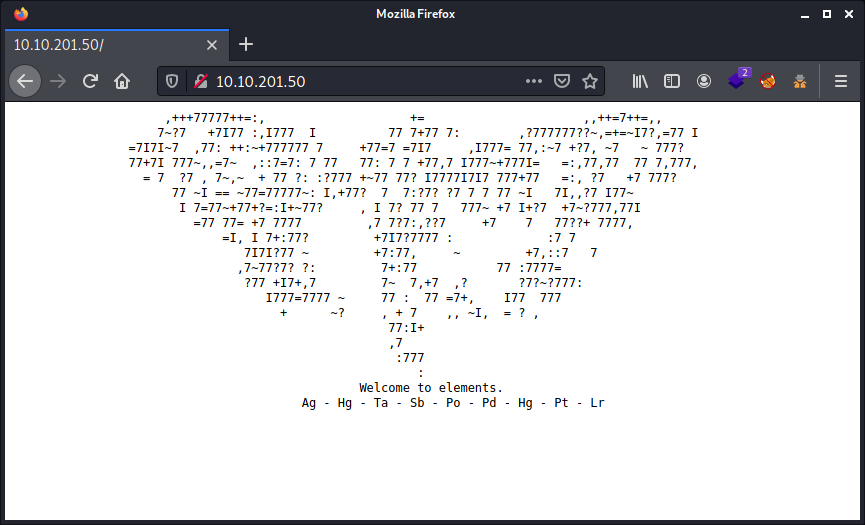 Mozilla Firefox
10.10.201.50/
10.10.201.50
2
      ,+++77777++=:,                    +=                      ,,++=7++=,,
     7~?7   +7I77 :,I777  I          77 7+77 7:        ,?777777??~,=+=~I7?,=77 I
 =7I7I~7  ,77: ++:~+777777 7     +77=7 =7I7     ,I777= 77,:~7 +?7, ~7   ~ 777?
 77+7I 777~,,=7~  ,::7=7: 7 77   77: 7 7 +77,7 I777~+777I=   =:,77,77  77 7,777,
   = 7  ?7 , 7~,~  + 77 ?: :?777 +~77 77? I7777I7I7 777+77   =:, ?7   +7 777?
       77 ~I == ~77=77777~: I,+77?  7  7:?7? ?7 7 7 77 ~I   7I,,?7 I77~
        I 7=77~+77+?=:I+~77?     , I 7? 77 7   777~ +7 I+?7  +7~?777,77I
          =77 77= +7 7777         ,7 7?7:,??7     +7    7   77??+ 7777,
              =I, I 7+:77?         +7I7?7777 :             :7 7
                 7I7I?77 ~         +7:77,     ~         +7,::7   7
                ,7~77?7? ?:         7+:77           77 :7777=
                 ?77 +I7+,7         7~  7,+7  ,?       ?7?~?777:
                    I777=7777 ~     77 :  77 =7+,    I77  777
                      +      ~?     , + 7    ,, ~I,  = ? ,
                                     77:I+
                                     ,7
                                      :777
                                         :
                                 Welcome to elements.
                         Ag - Hg - Ta - Sb - Po - Pd - Hg - Pt - Lr